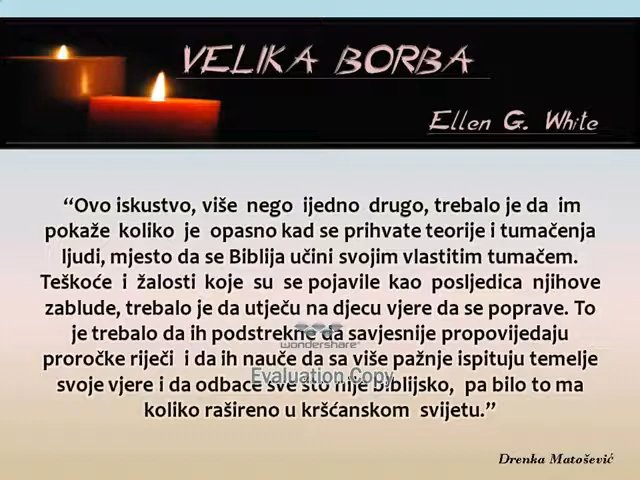 VELIKA BORBA
Ellen G. White
“Ovo iskustvo, više nego ijedno drugo, trebalo je da im
pokaže koliko je opasno kad se prihvate teorije i tumačenja
ljudi, mjesto da se Biblija učini svojim vlastitim tumačem.
Teškoće i žalosti koje su se pojavile kao posljedica njihove
zablude, trebalo je da utječu na djecu vjere da se poprave. To
je trebalo da ih podstrekne da savjesnije propovijedaju
wondershare
proročke riječi i da ih nauče da sa više pažnje ispituju temelje
Evaluation Copy
svoje vjere i da odbace sve što nije biblijsko, pa bilo to ma
koliko rašireno u kršćanskom svijetu.”
Drenka Matošević